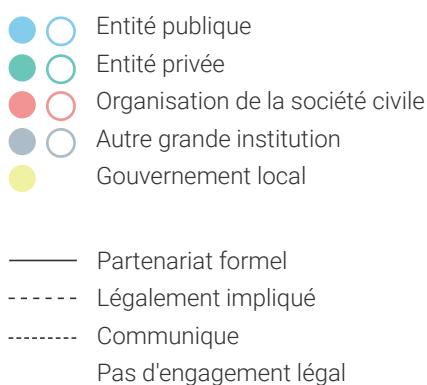 Entité publique
Entité privée
Organisation de la société civile
Autre grande institution
Gouvernement local
Partenariat formel
Légalement impliqué
Communique
Pas d'engagement légal